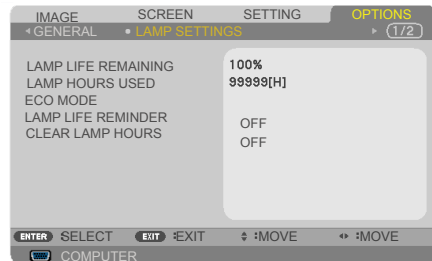 IMAGE SCREEN SETTING OPTIONS
GENERAL • LAMP SETTINGS 1/2
LAMP LIFE REMAINING 100%
LAMP HOURS USED 99999[H]
ECO MODE
LAMP LIFE REMINDER OFF
CLEAR LAMP HOURS OFF
ENTER SELECT EXIT :EXIT :MOVE :MOVE
COMPUTER